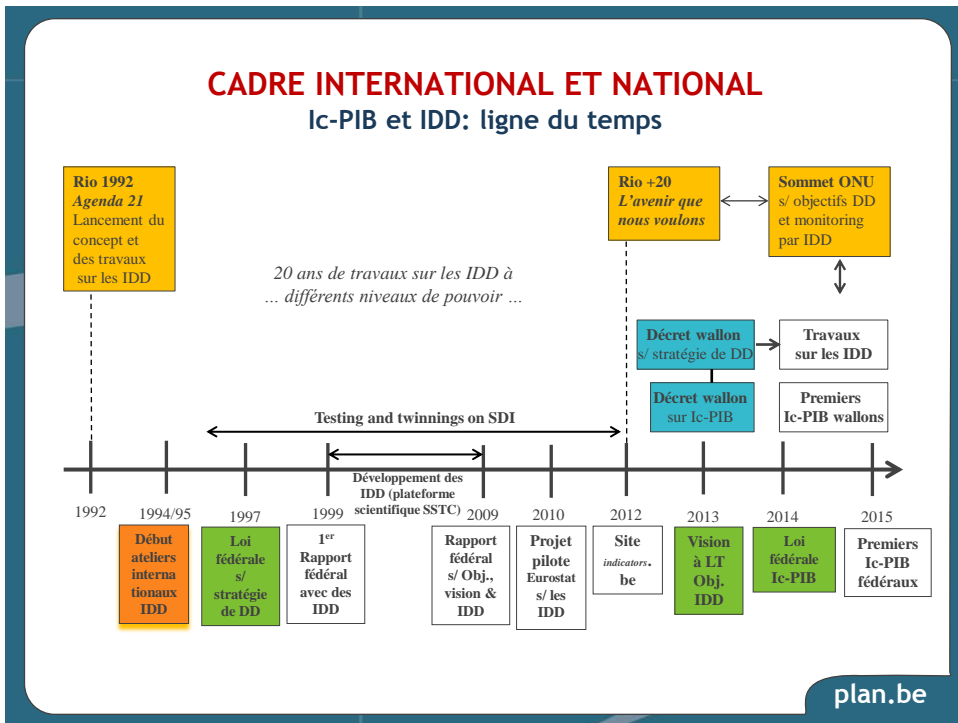 CADRE INTERNATIONAL ET NATIONAL
Ic-PIB et IDD: ligne du temps
Rio 1992
Agenda 21
Lancement du
concept et
des travaux
sur les IDD
Rio +20
L'avenir que
nous voulons
Sommet ONU
s/ objectifs DD
et monitoring
par IDD
20 ans de travaux sur les IDD à
... différents niveaux de pouvoir ...
Décret wallon
s/ stratégie de DD
Travaux
sur les IDD
Décret wallon
sur Ic-PIB
Premiers
Ic-PIB wallons
Testing and twinnings on SDI
Développement des
IDD (plateforme
scientifique SSTC)
1992
1994/95
1997
1999
2009
2010
2012
2013
2014
2015
Début
ateliers
interna
tionaux
IDD
Loi
fédérale
s/
stratégie
de DD
1er
Rapport
fédéral
avec des
IDD
Rapport
fédéral
s/ Obj.,
vision &
IDD
Projet
pilote
Eurostat
s/ les
IDD
Site
indicators.
be
Vision
à LT
Obj.
IDD
Loi
fédérale
Ic-PIB
Premiers
Ic-PIB
fédéraux
plan.be